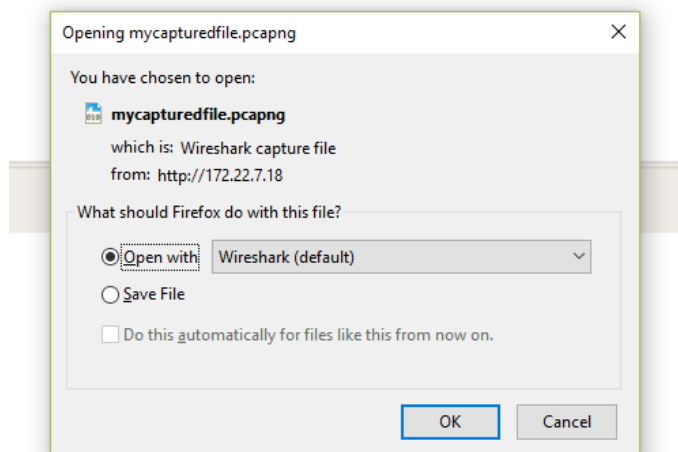 Opening mycapturedfile.pcapng
You have chosen to open:
mycapturedfile.pcapng
which is: Wireshark capture file
from: http://172.22.7.18
What should Firefox do with this file?
Open with Wireshark (default)
Save File
Do this automatically for files like this from now on.
OK Cancel